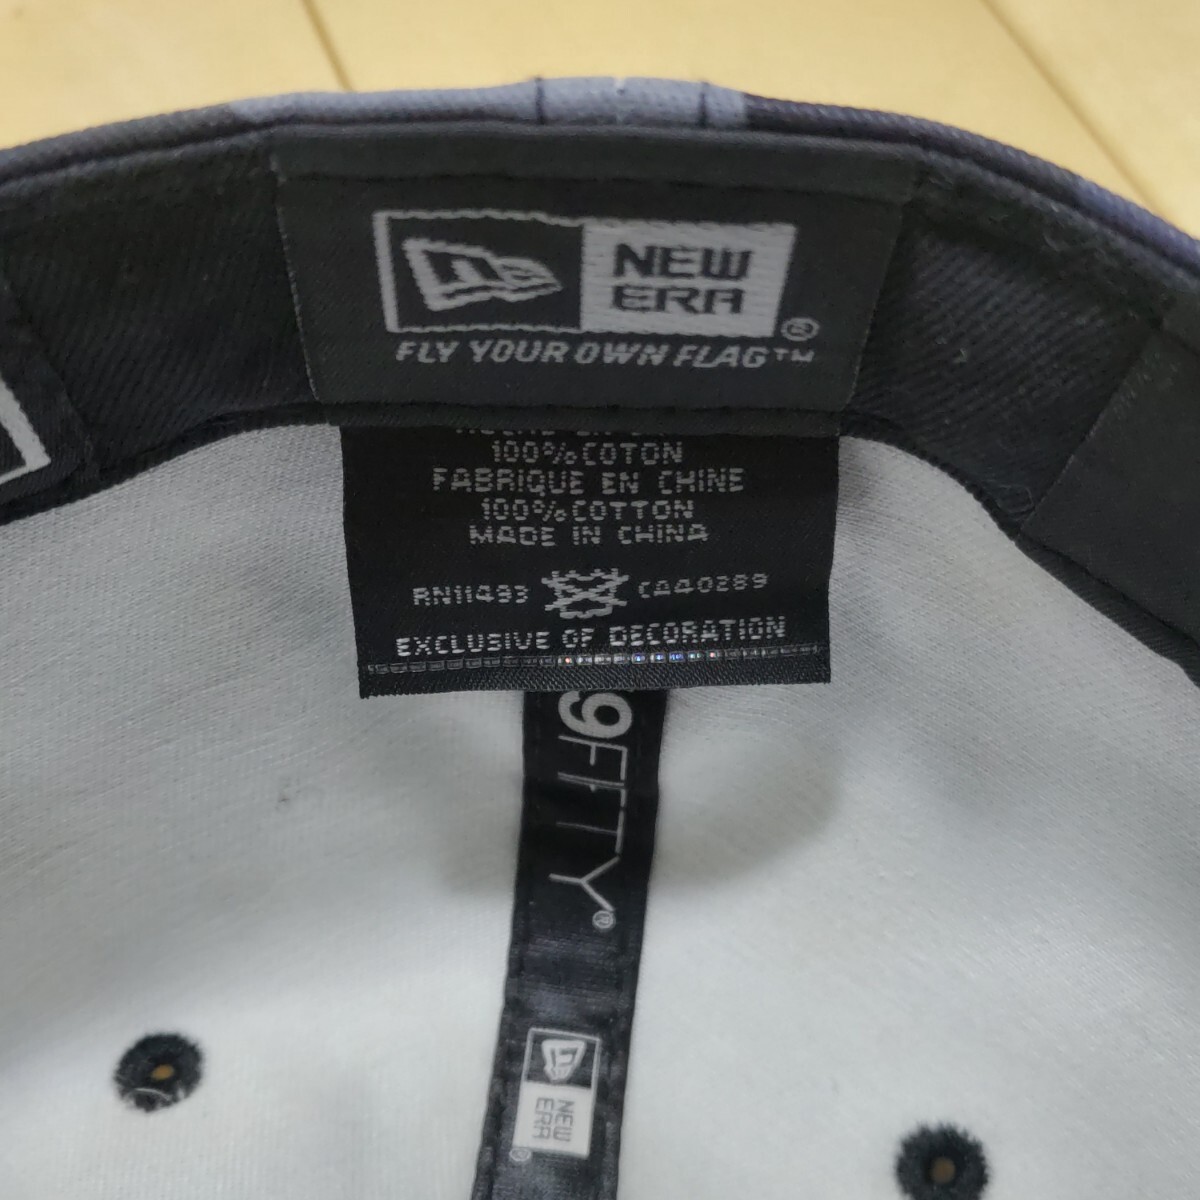 NEW
ERA
®
FLY YOUR OWN FLAG™
100% COTON
FABRIQUE EN CHINE
100% COTTON
MADE IN CHINA
RN11493 CA40289
EXCLUSIVE OF DECORATION
9FIFTY®
NEW
ERA
®